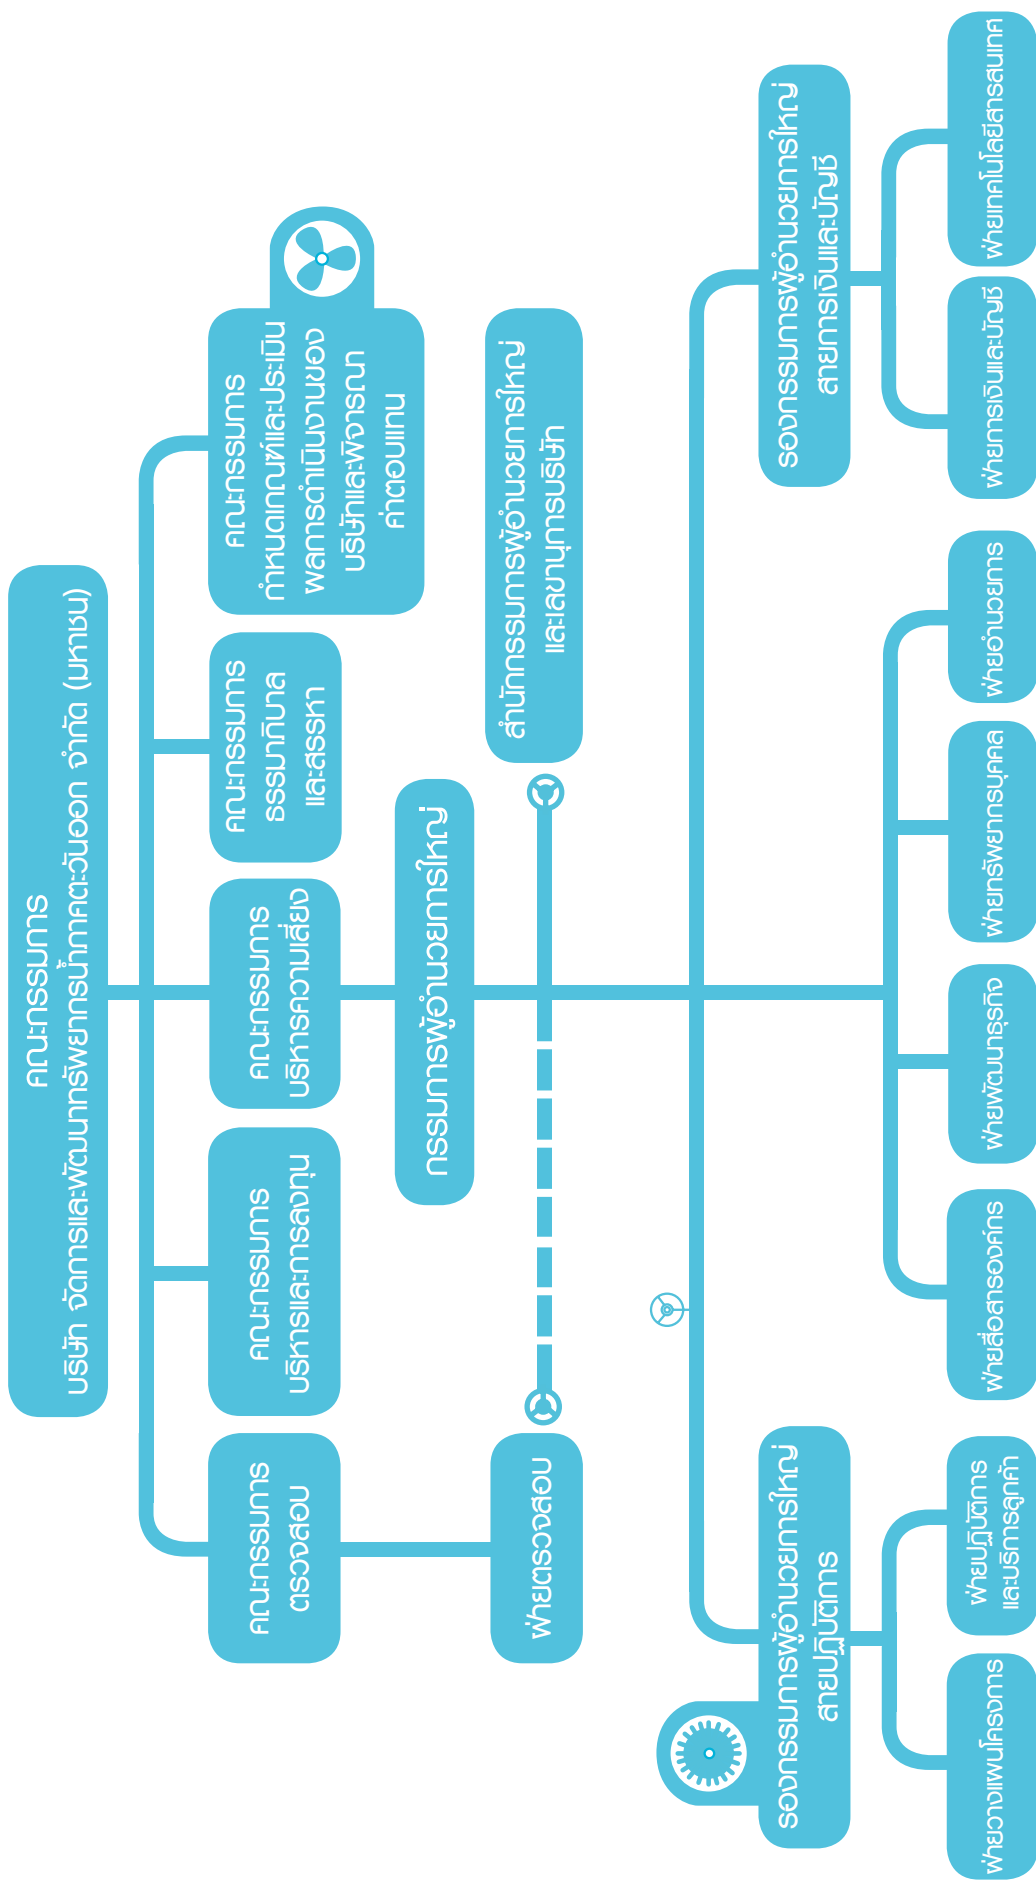 คณะกรรมการ
บริษัท จัดการและพัฒนาทรัพยากรน้ำภาคตะวันออก จำกัด (มหาชน)
คณะกรรมการ
ตรวจสอบ
คณะกรรมการ
บริหารและการลงทุน
คณะกรรมการ
บริหารความเสี่ยง
คณะกรรมการ
ธรรมาภิบาล
และสรรหา
คณะกรรมการ
กำหนดเกณฑ์และประเมิน
ผลการดำเนินงานของ
บริษัทและพิจารณา
ค่าตอบแทน
กรรมการผู้อำนวยการใหญ่
ฝ่ายตรวจสอบ
สำนักกรรมการผู้อำนวยการใหญ่
และเลขานุการบริษัท
รองกรรมการผู้อำนวยการใหญ่
สายปฏิบัติการ
รองกรรมการผู้อำนวยการใหญ่
สายการเงินและบัญชี
ฝ่ายวางแผนโครงการ
ฝ่ายปฏิบัติการ
และบริการลูกค้า
ฝ่ายสื่อสารองค์กร
ฝ่ายพัฒนาธุรกิจ
ฝ่ายทรัพยากรบุคคล
ฝ่ายอำนวยการ
ฝ่ายการเงินและบัญชี
ฝ่ายเทคโนโลยีสารสนเทศ